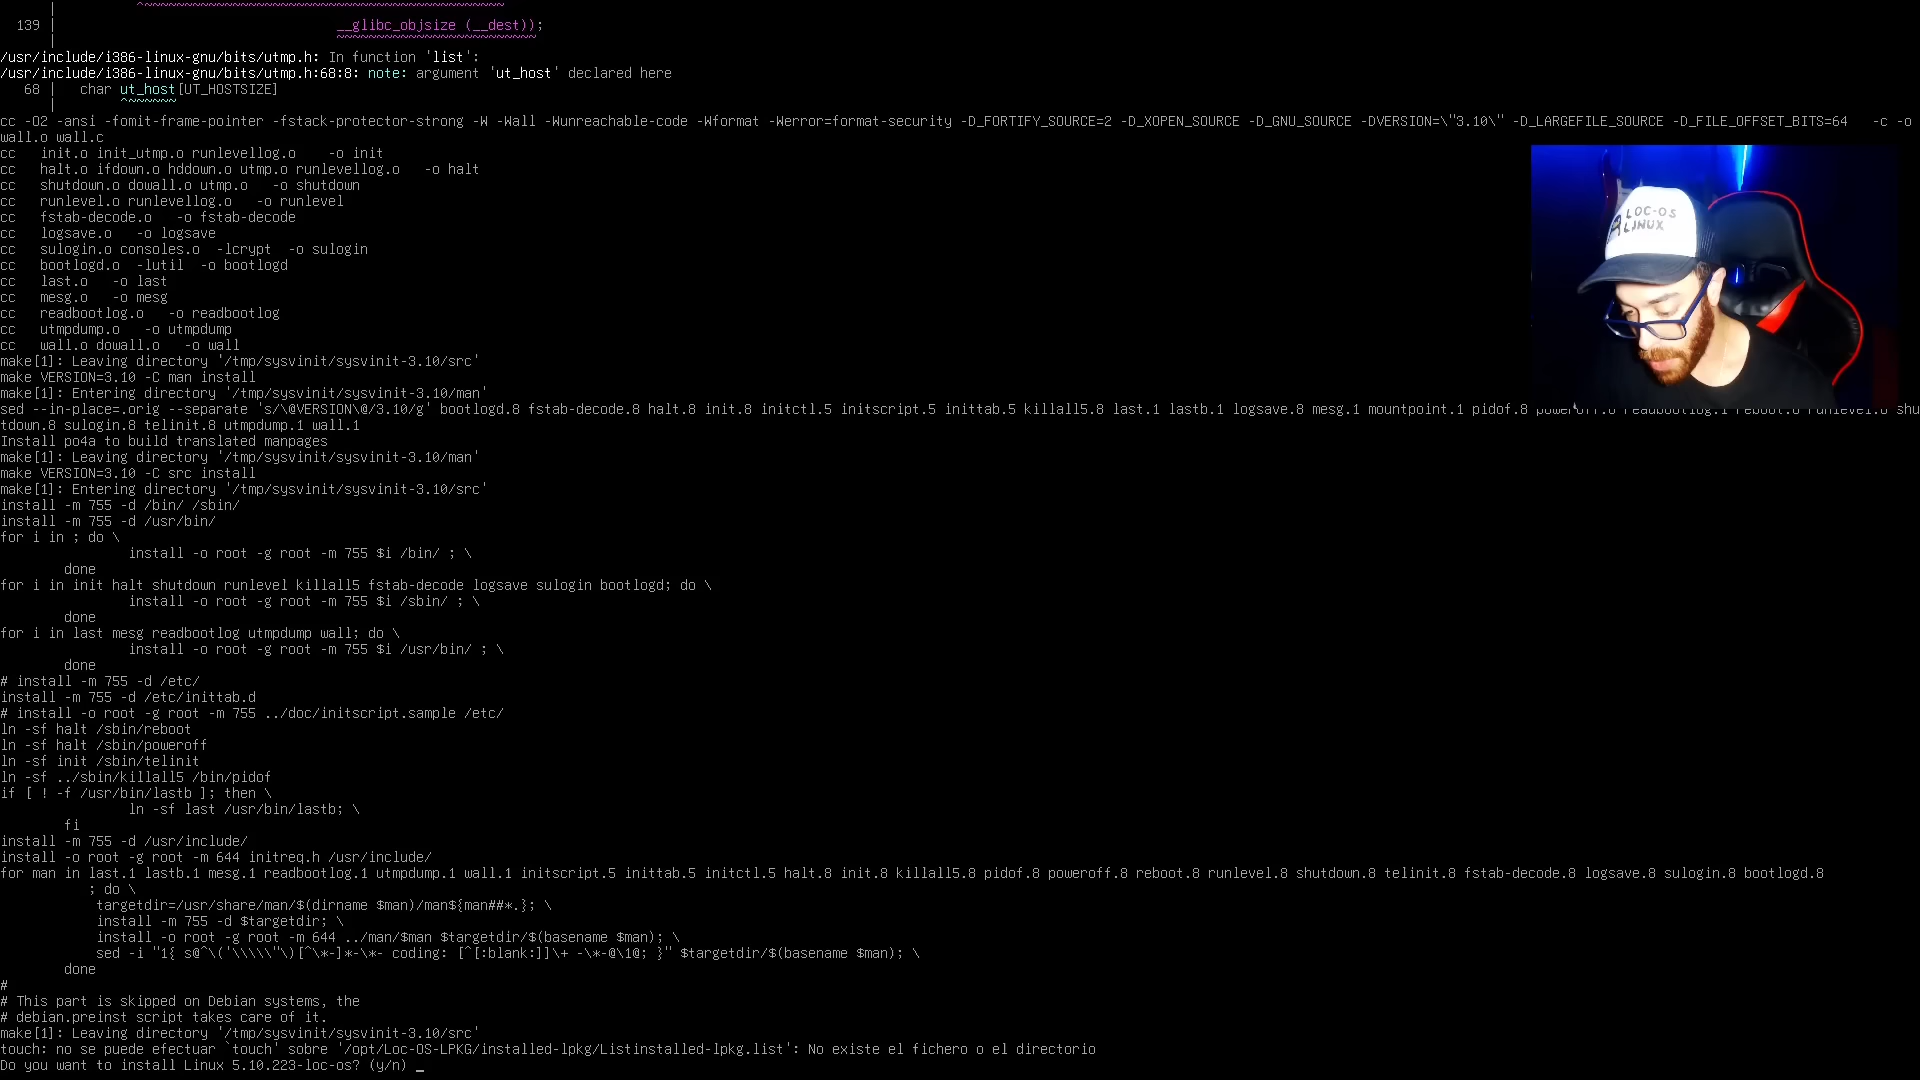 139 |                                   __glibc_objsize (__dest));
/usr/include/i386-linux-gnu/bits/utmp.h: In function 'list':
/usr/include/i386-linux-gnu/bits/utmp.h:68:8: note: argument 'ut_host' declared here
68 |   char ut_host[UT_HOSTSIZE]
|        ^~~~~~~
cc -O2 -ansi -fomit-frame-pointer -fstack-protector-strong -W -Wall -Wunreachable-code -Wformat -Werror=format-security -D_FORTIFY_SOURCE=2 -D_XOPEN_SOURCE -D_GNU_SOURCE -DVERSION=\"3.10\" -D_LARGEFILE_SOURCE -D_FILE_OFFSET_BITS=64   -c -o
wall.o wall.c
cc   init.o init_utmp.o runlevellog.o    -o init
cc   halt.o ifdown.o hddown.o utmp.o runlevellog.o   -o halt
cc   shutdown.o dowall.o utmp.o   -o shutdown
cc   runlevel.o runlevellog.o   -o runlevel
cc   fstab-decode.o   -o fstab-decode
cc   logsave.o   -o logsave
cc   sulogin.o consoles.o  -lcrypt  -o sulogin
cc   bootlogd.o  -lutil  -o bootlogd
cc   last.o   -o last
cc   mesg.o   -o mesg
cc   readbootlog.o   -o readbootlog
cc   utmpdump.o   -o utmpdump
cc   wall.o dowall.o   -o wall
make[1]: Leaving directory '/tmp/sysvinit/sysvinit-3.10/src'
make VERSION=3.10 -C man install
make[1]: Entering directory '/tmp/sysvinit/sysvinit-3.10/man'
sed --in-place=.orig --separate 's/\@VERSION\@/3.10/g' bootlogd.8 fstab-decode.8 halt.8 init.8 initctl.5 initscript.5 inittab.5 killall5.8 last.1 lastb.1 logsave.8 mesg.1 mountpoint.1 pidof.8 poweroff.8 readbootlog.1 reboot.8 runlevel.8 shu
tdown.8 sulogin.8 telinit.8 utmpdump.1 wall.1
Install po4a to build translated manpages
make[1]: Leaving directory '/tmp/sysvinit/sysvinit-3.10/man'
make VERSION=3.10 -C src install
make[1]: Entering directory '/tmp/sysvinit/sysvinit-3.10/src'
install -m 755 -d /bin/ /sbin/
install -m 755 -d /usr/bin/
for i in ; do \
install -o root -g root -m 755 $i /bin/ ; \
done
for i in init halt shutdown runlevel killall5 fstab-decode logsave sulogin bootlogd; do \
install -o root -g root -m 755 $i /sbin/ ; \
done
for i in last mesg readbootlog utmpdump wall; do \
install -o root -g root -m 755 $i /usr/bin/ ; \
done
# install -m 755 -d /etc/
install -m 755 -d /etc/inittab.d
# install -o root -g root -m 755 ../doc/initscript.sample /etc/
ln -sf halt /sbin/reboot
ln -sf halt /sbin/poweroff
ln -sf init /sbin/telinit
ln -sf ../sbin/killall5 /bin/pidof
if [ ! -f /usr/bin/lastb ]; then \
ln -sf last /usr/bin/lastb; \
fi
install -m 755 -d /usr/include/
install -o root -g root -m 644 initreq.h /usr/include/
for man in last.1 lastb.1 mesg.1 readbootlog.1 utmpdump.1 wall.1 initscript.5 inittab.5 initctl.5 halt.8 init.8 killall5.8 pidof.8 poweroff.8 reboot.8 runlevel.8 shutdown.8 telinit.8 fstab-decode.8 logsave.8 sulogin.8 bootlogd.8
; do \
targetdir=/usr/share/man/$(dirname $man)/man${man##*.}; \
install -m 755 -d $targetdir; \
install -o root -g root -m 644 ../man/$man $targetdir/$(basename $man); \
sed -i "1{ s@^\('\\\\\"\)[^\*-]*-\*- coding: [^[:blank:]]\+ -\*-@\1@; }" $targetdir/$(basename $man); \
done
#
# This part is skipped on Debian systems, the
# debian.preinst script takes care of it.
make[1]: Leaving directory '/tmp/sysvinit/sysvinit-3.10/src'
touch: no se puede efectuar `touch' sobre '/opt/Loc-OS-LPKG/installed-lpkg/Listinstalled-lpkg.list': No existe el fichero o el directorio
Do you want to install Linux 5.10.223-loc-os? (y/n) _
LOC-OS
LINUX